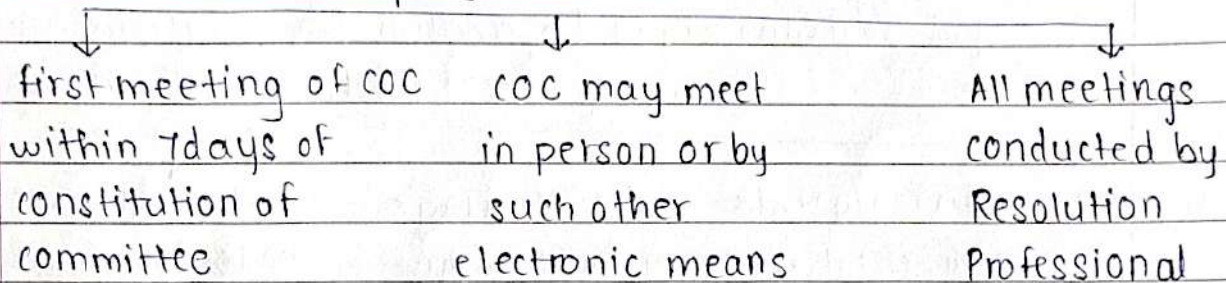 first meeting of COC
within 7days of
constitution of
committee
COC may meet
in person or by
such other
electronic means
All meetings
conducted by
Resolution
Professional